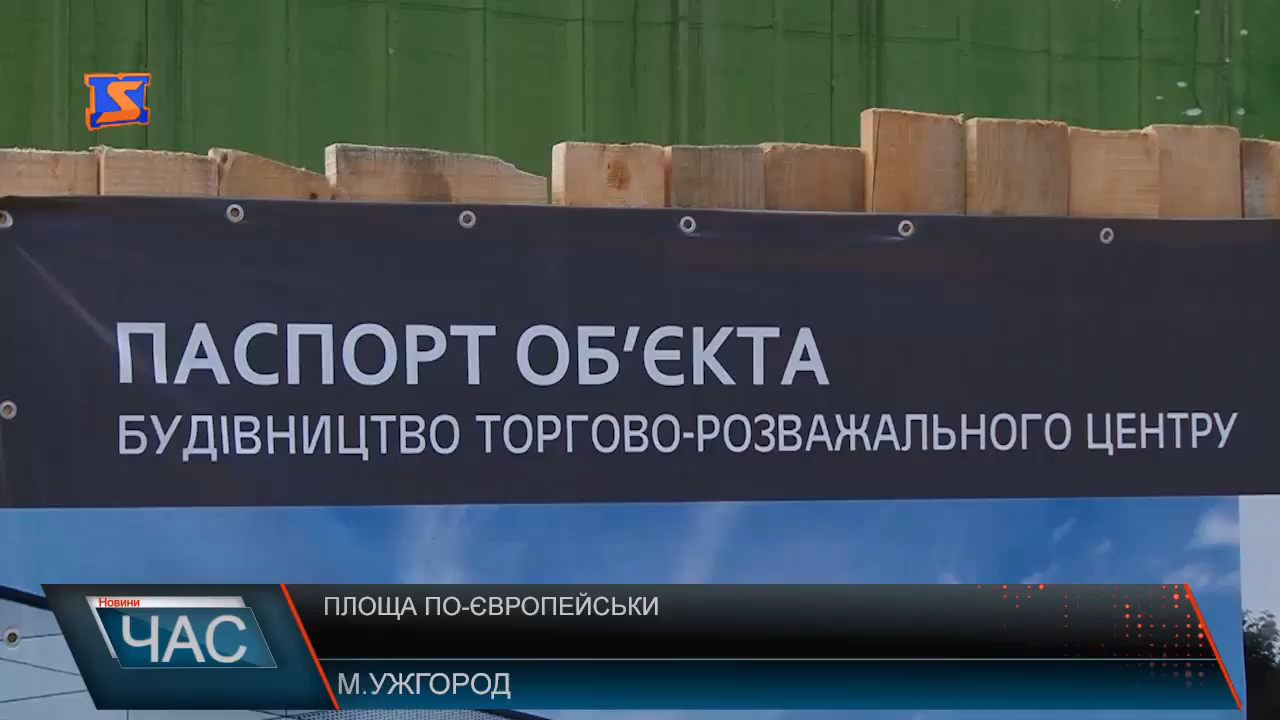 ПАСПОРТ ОБ’ЄКТА
БУДІВНИЦТВО ТОРГОВО-РОЗВАЖАЛЬНОГО ЦЕНТРУ
Новини
ЧАС
ПЛОЩА ПО-ЄВРОПЕЙСЬКИ
М.УЖГОРОД